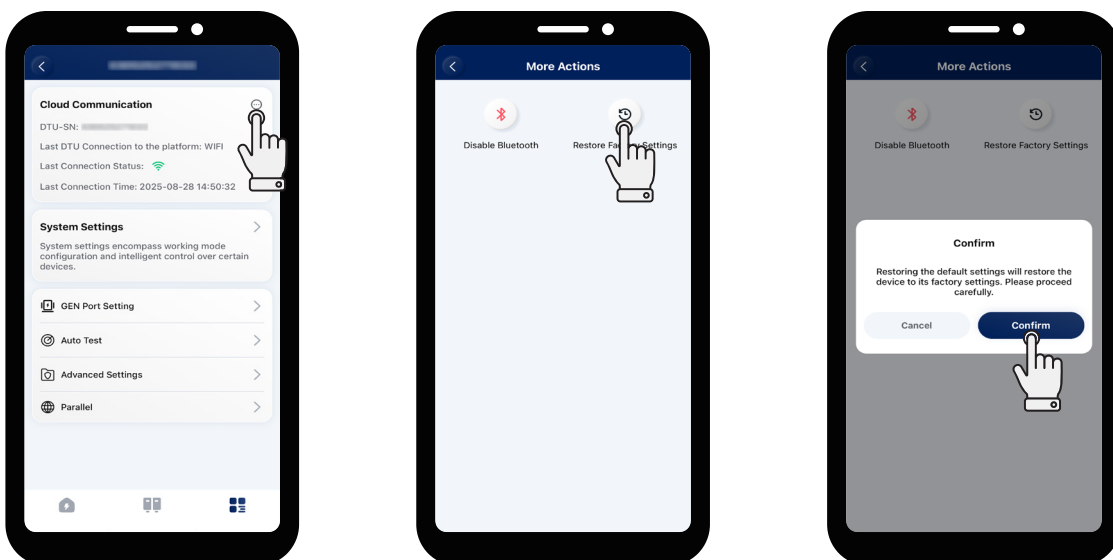 Cloud Communication
DTU-SN:
Last DTU Connection to the platform: WIFI
Last Connection Status:
Last Connection Time: 2025-08-28 14:50:32
System Settings
System settings encompass working mode
configuration and intelligent control over certain
devices.
GEN Port Setting
Auto Test
Advanced Settings
Parallel
More Actions
Disable Bluetooth
Restore Factory Settings
More Actions
Disable Bluetooth
Restore Factory Settings
Confirm
Restoring the default settings will restore the
device to its factory settings. Please proceed
carefully.
Cancel
Confirm